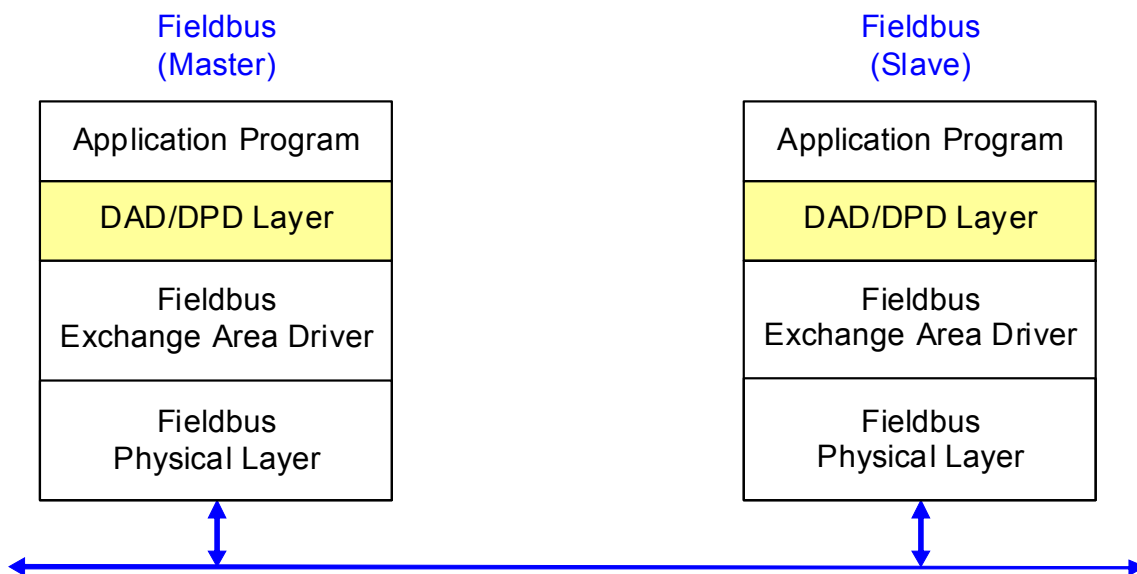 Fieldbus
(Master)
Application Program
DAD/DPD Layer
Fieldbus
Exchange Area Driver
Fieldbus
Physical Layer
Fieldbus
(Slave)
Application Program
DAD/DPD Layer
Fieldbus
Exchange Area Driver
Fieldbus
Physical Layer